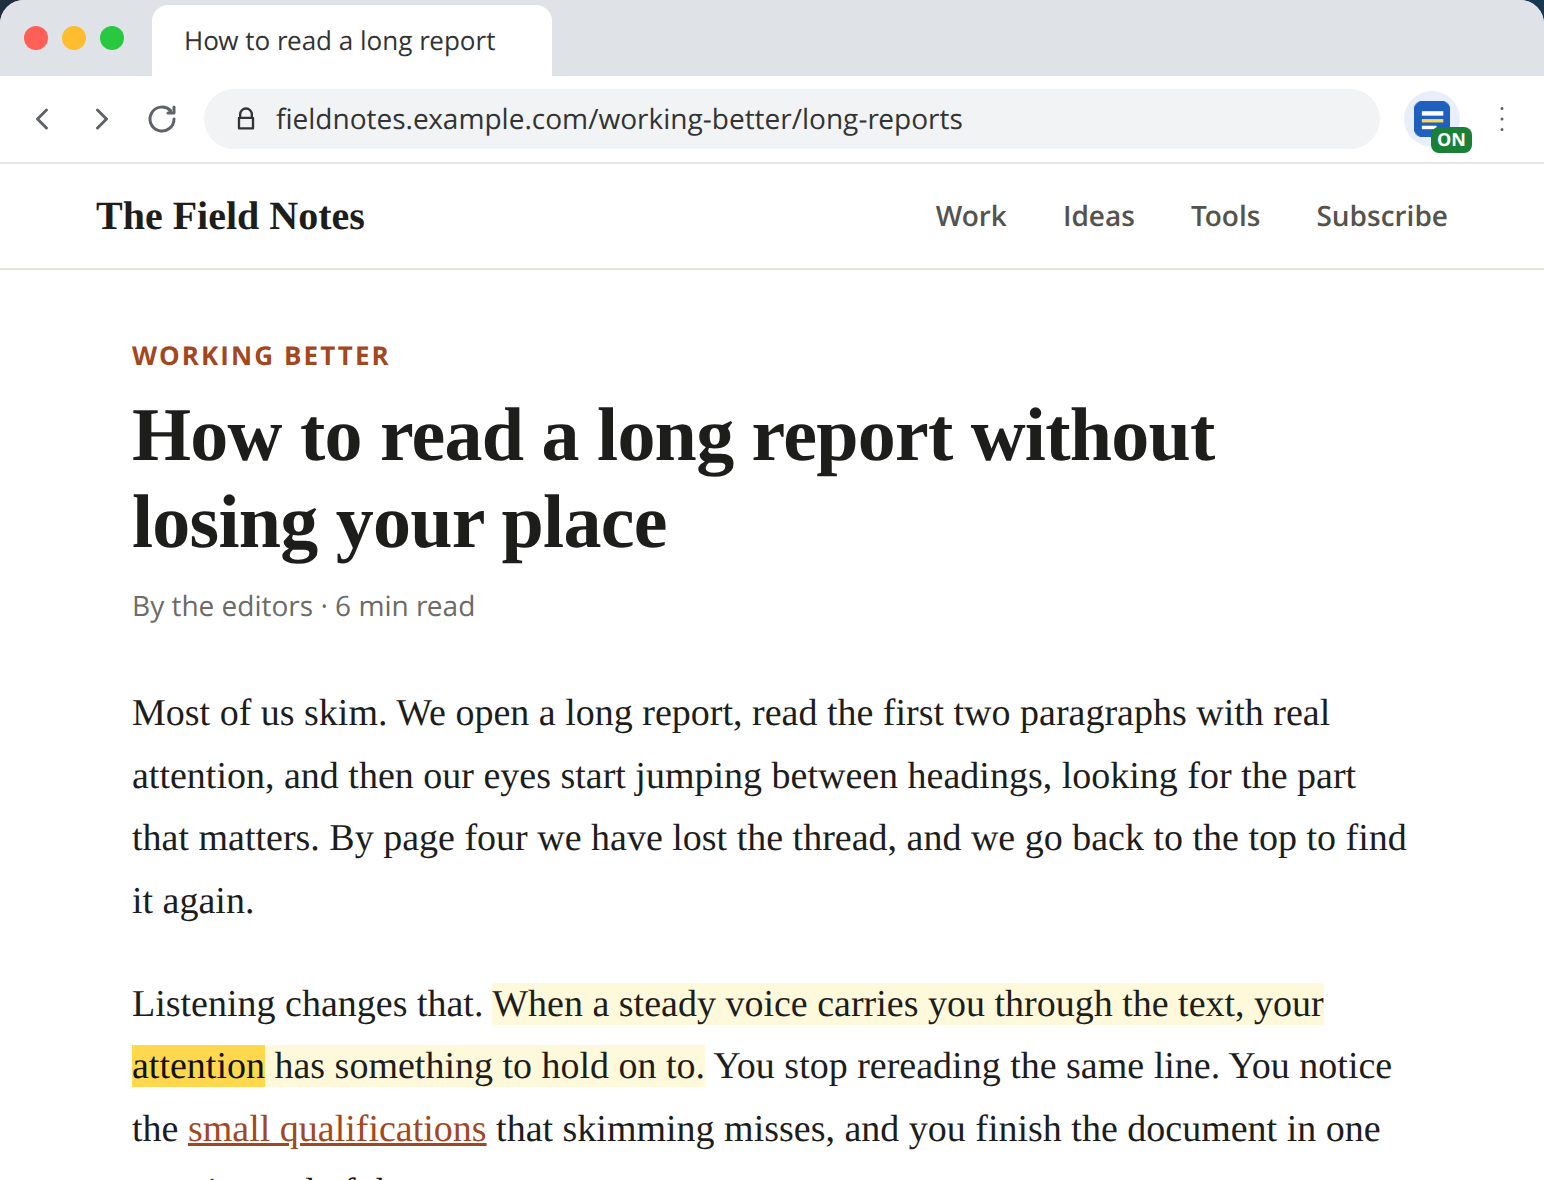 How to read a long report
fieldnotes.example.com/working-better/long-reports
ON
The Field Notes
Work
Ideas
Tools
Subscribe
WORKING BETTER
How to read a long report without
losing your place
By the editors · 6 min read
Most of us skim. We open a long report, read the first two paragraphs with real
attention, and then our eyes start jumping between headings, looking for the part
that matters. By page four we have lost the thread, and we go back to the top to find
it again.
Listening changes that. When a steady voice carries you through the text, your
attention has something to hold on to. You stop rereading the same line. You notice
the small qualifications that skimming misses, and you finish the document in one